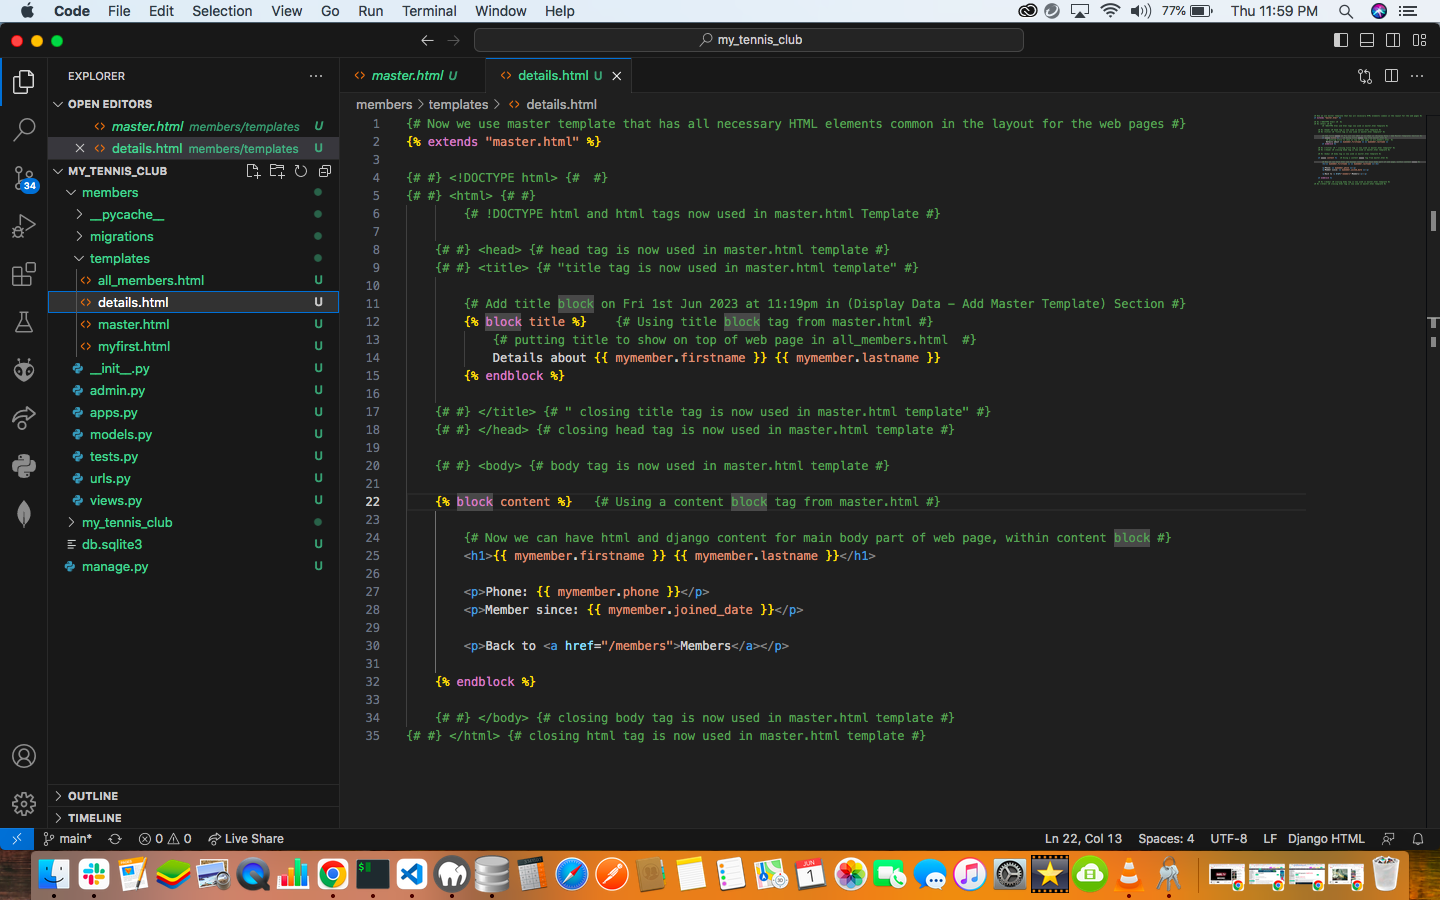 Code File Edit Selection View Go Run Terminal Window Help 77% Thu 11:59 PM
my_tennis_club
EXPLORER
master.html U
details.html U
OPEN EDITORS
master.html members/templates U
details.html members/templates U
MY_TENNIS_CLUB
members
__pycache__
migrations
templates
all_members.html U
details.html U
master.html U
myfirst.html U
__init__.py U
admin.py U
apps.py U
models.py U
tests.py U
urls.py U
views.py U
my_tennis_club
db.sqlite3 U
manage.py U
OUTLINE
TIMELINE
34
members > templates > details.html
1 {# Now we use master template that has all necessary HTML elements common in the layout for the web pages #}
2 {% extends "master.html" %}
3
4 {# #} <!DOCTYPE html> {#  #}
5 {# #} <html> {# #}
6 {# !DOCTYPE html and html tags now used in master.html Template #}
7
8 {# #} <head> {# head tag is now used in master.html template #}
9 {# #} <title> {# "title tag is now used in master.html template" #}
10
11 {# Add title block on Fri 1st Jun 2023 at 11:19pm in (Display Data - Add Master Template) Section #}
12 {% block title %} {# Using title block tag from master.html #}
13 {# putting title to show on top of web page in all_members.html  #}
14 Details about {{ mymember.firstname }} {{ mymember.lastname }}
15 {% endblock %}
16
17 {# #} </title> {# " closing title tag is now used in master.html template" #}
18 {# #} </head> {# closing head tag is now used in master.html template #}
19
20 {# #} <body> {# body tag is now used in master.html template #}
21
22 {% block content %} {# Using a content block tag from master.html #}
23
24 {# Now we can have html and django content for main body part of web page, within content block #}
25 <h1>{{ mymember.firstname }} {{ mymember.lastname }}</h1>
26
27 <p>Phone: {{ mymember.phone }}</p>
28 <p>Member since: {{ mymember.joined_date }}</p>
29
30 <p>Back to <a href="/members">Members</a></p>
31
32 {% endblock %}
33
34 {# #} </body> {# closing body tag is now used in master.html template #}
35 {# #} </html> {# closing html tag is now used in master.html template #}
main* 0 0 Live Share Ln 22, Col 13 Spaces: 4 UTF-8 LF Django HTML
JUN
1